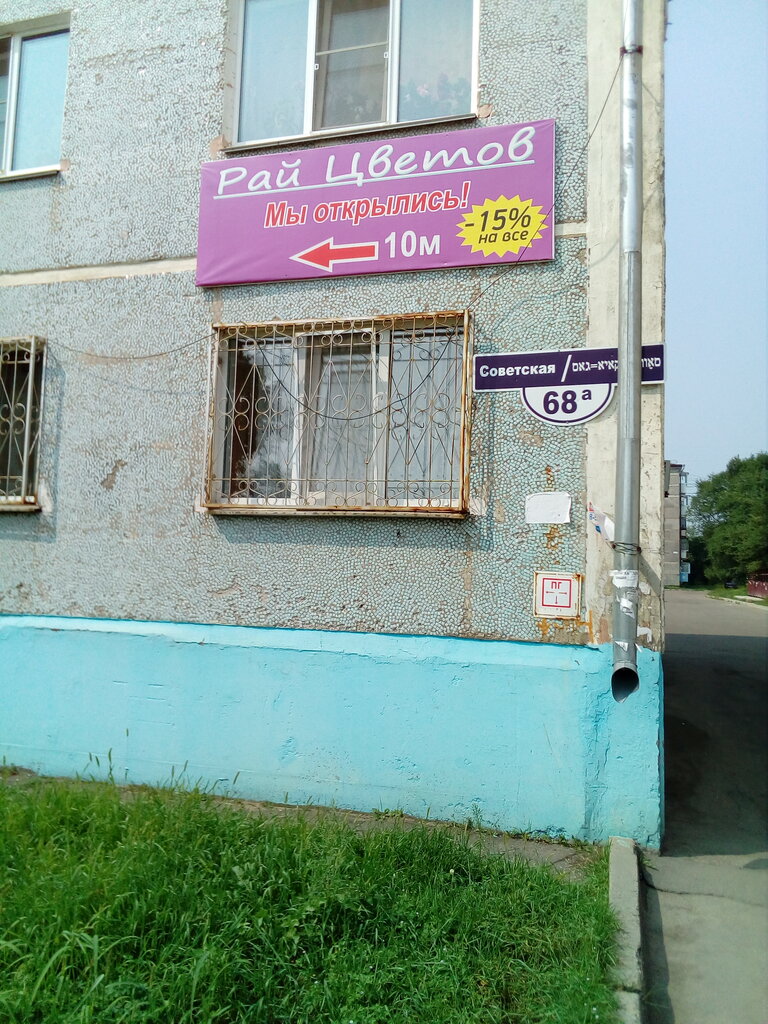 Рай Цветов
Мы открылись!
-15%
на все
10м
Советская /
68а
ПГ